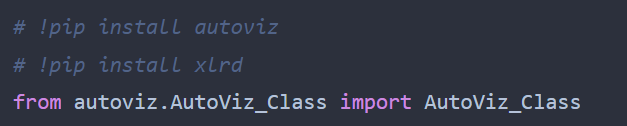 # !pip install autoviz
# !pip install xlrd
from autoviz.AutoViz_Class import AutoViz_Class